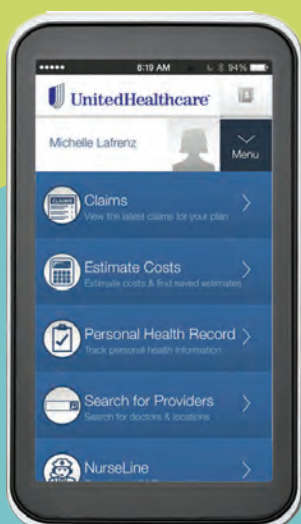 8:19 AM 94%
UnitedHealthcare
Michelle Lafrenz
Menu
CLAIMS
Claims
View the latest claims for your plan
Estimate Costs
Estimate costs & find saved estimates
Personal Health Record
Track personal health information
Search for Providers
Search for doctors & locations
NurseLine